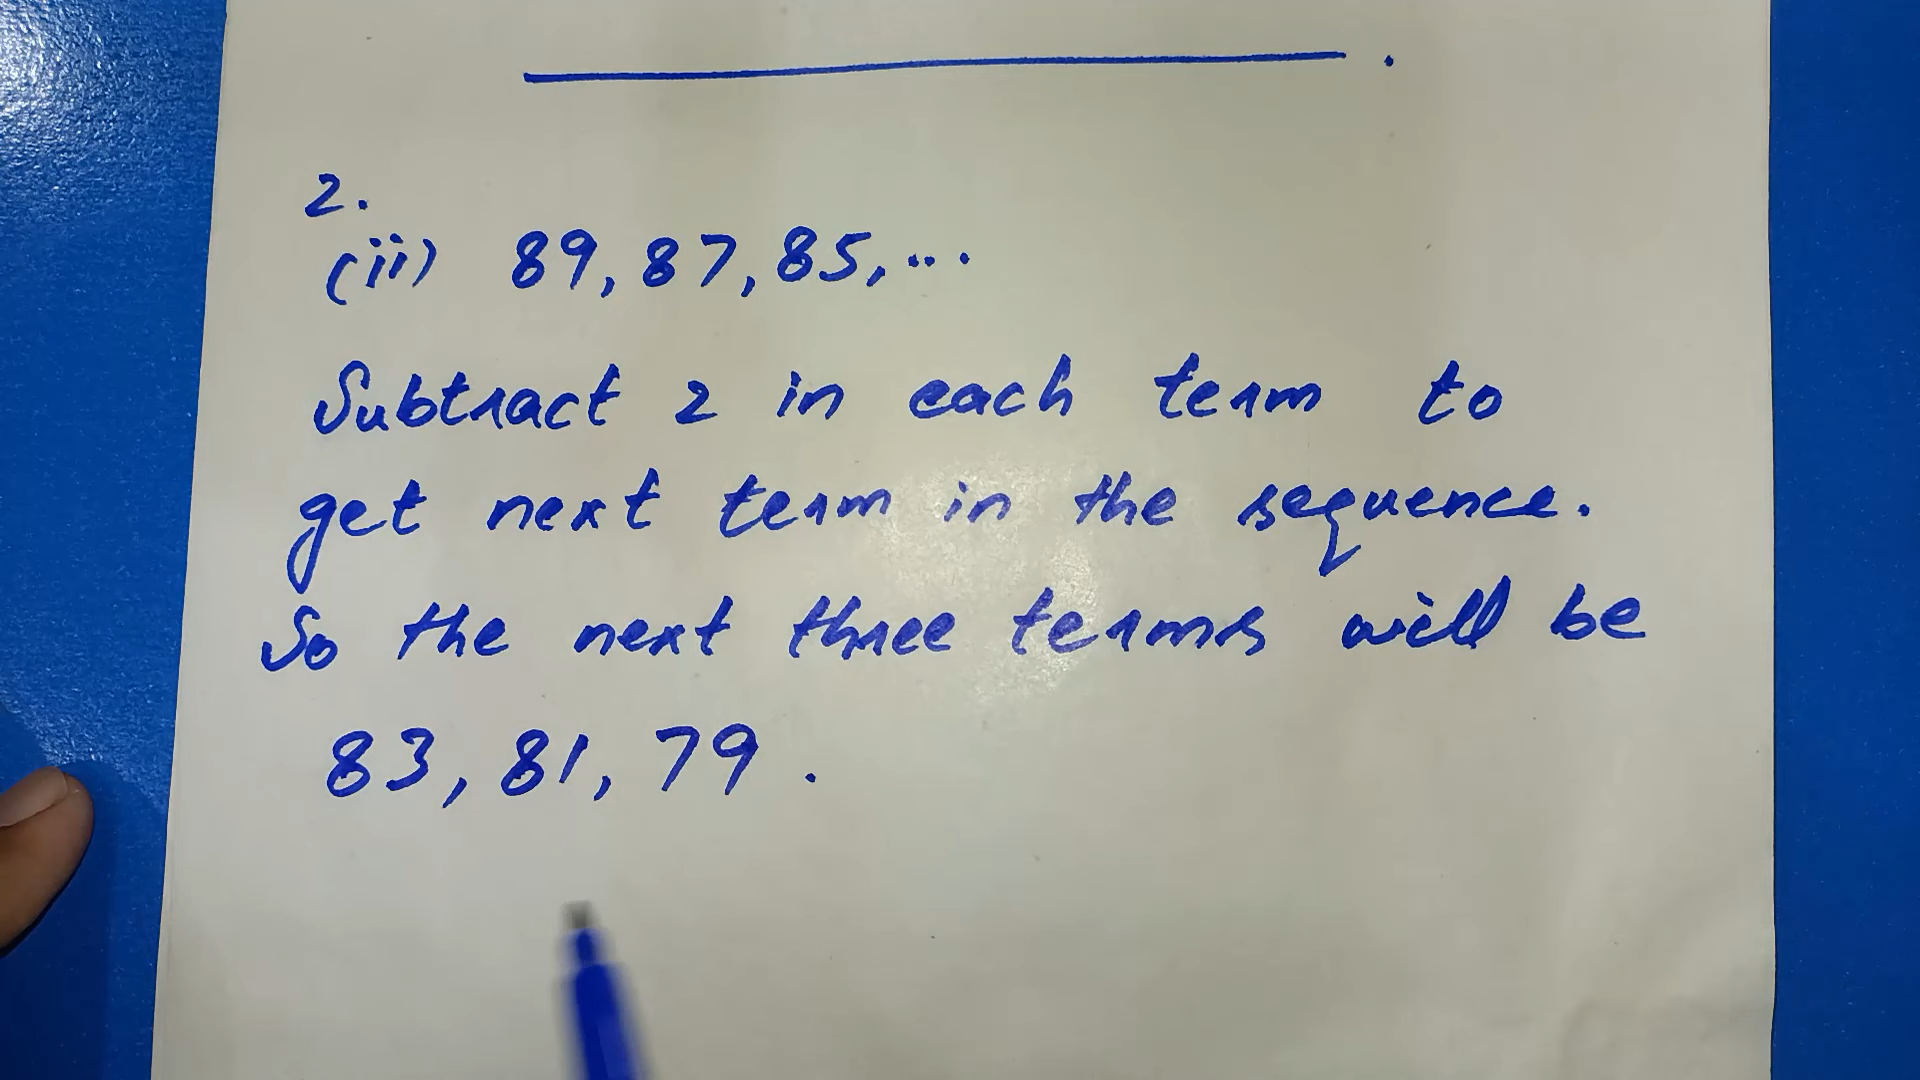 2.
(ii) 89, 87, 85, ...
Subtract 2 in each term to
get next term in the sequence.
So the next three terms will be
83, 81, 79.